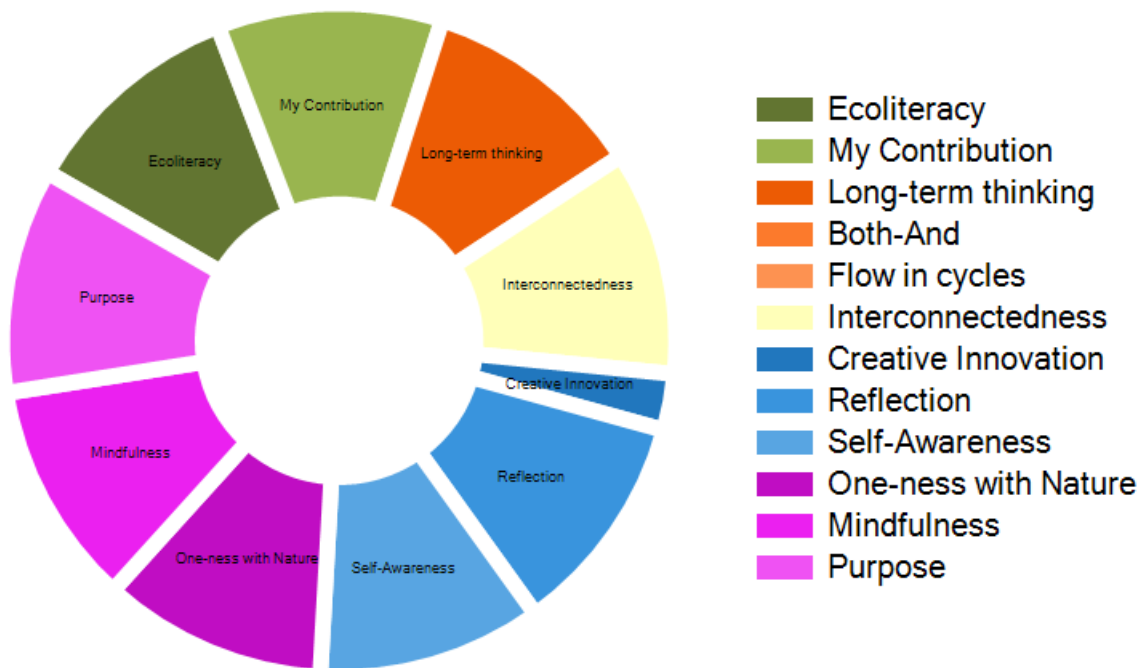 My Contribution
Long-term thinking
Ecoliteracy
Interconnectedness
Purpose
Creative Innovation
Mindfulness
Reflection
One-ness with Nature
Self-Awareness
Ecoliteracy
My Contribution
Long-term thinking
Both-And
Flow in cycles
Interconnectedness
Creative Innovation
Reflection
Self-Awareness
One-ness with Nature
Mindfulness
Purpose